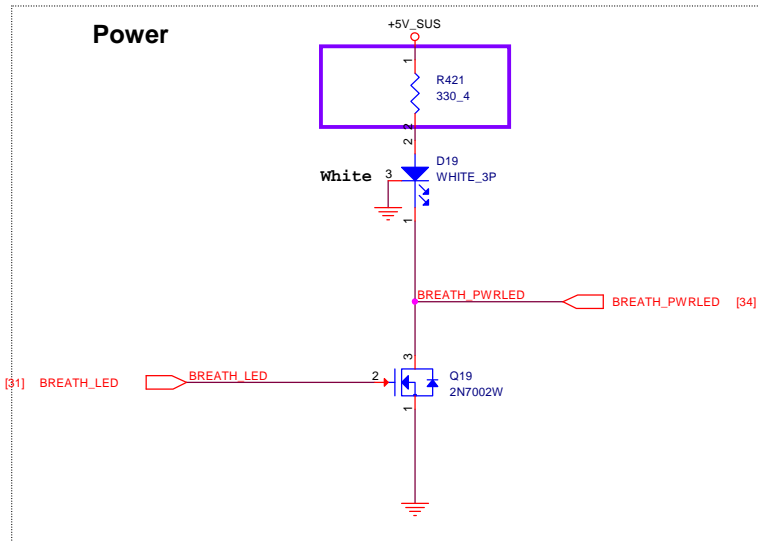 +5V_SUS
Power
1
R421
330_4
2
2
D19
White 3 WHITE_3P
1
BREATH_PWRLED
BREATH_PWRLED [34]
3
[31] BREATH_LED BREATH_LED 2 Q19
2N7002W
1